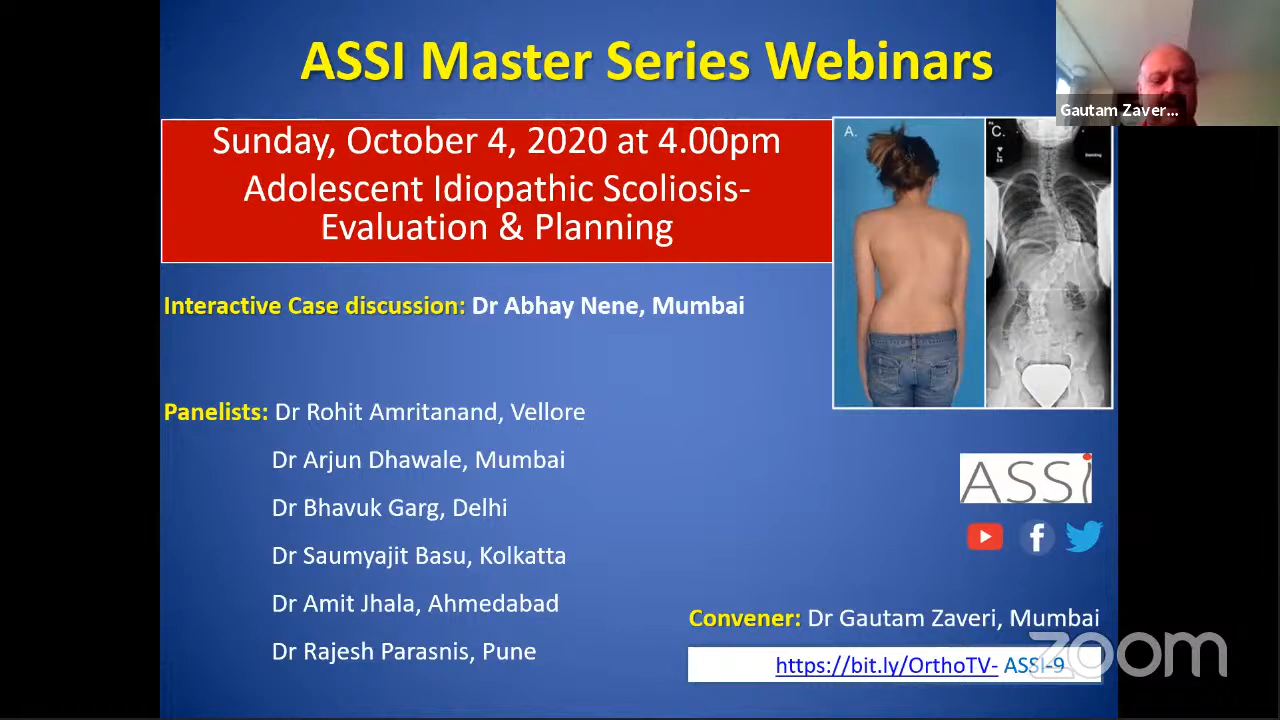 ASSI Master Series Webinars
Gautam Zaver...
Sunday, October 4, 2020 at 4.00pm
Adolescent Idiopathic Scoliosis-
Evaluation & Planning
A.
C.
Interactive Case discussion: Dr Abhay Nene, Mumbai
Panelists: Dr Rohit Amritanand, Vellore
Dr Arjun Dhawale, Mumbai
Dr Bhavuk Garg, Delhi
Dr Saumyajit Basu, Kolkatta
Dr Amit Jhala, Ahmedabad
Dr Rajesh Parasnis, Pune
ASSi
Convener: Dr Gautam Zaveri, Mumbai
https://bit.ly/OrthoTV- ASSI-9
zoom